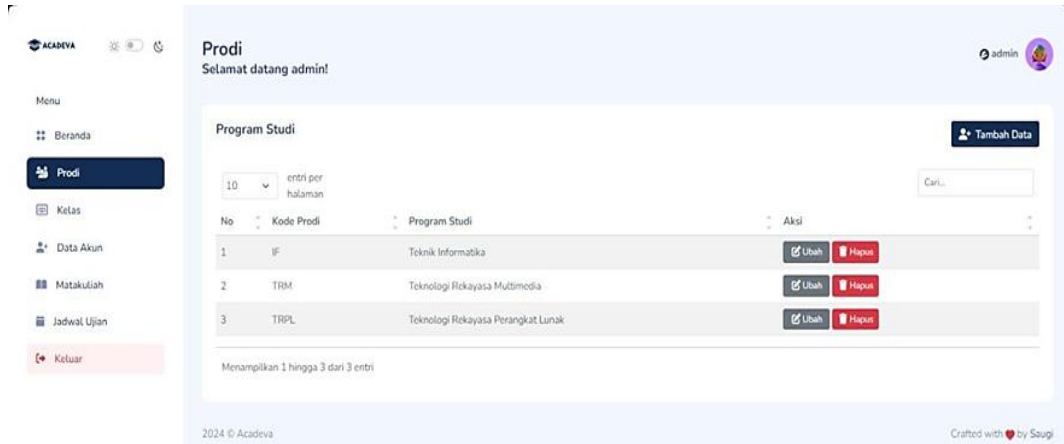 ACADEVA
Menu
Beranda
Prodi
Kelas
Data Akun
Matakuliah
Jadwal Ujian
Keluar
Prodi
Selamat datang admin!
admin
Program Studi
Tambah Data
10 entri per
halaman
Cari...
No Kode Prodi Program Studi Aksi
1 IF Teknik Informatika Ubah Hapus
2 TRM Teknologi Rekayasa Multimedia Ubah Hapus
3 TRPL Teknologi Rekayasa Perangkat Lunak Ubah Hapus
Menampilkan 1 hingga 3 dari 3 entri
2024 © Acadeva
Crafted with by Saugi